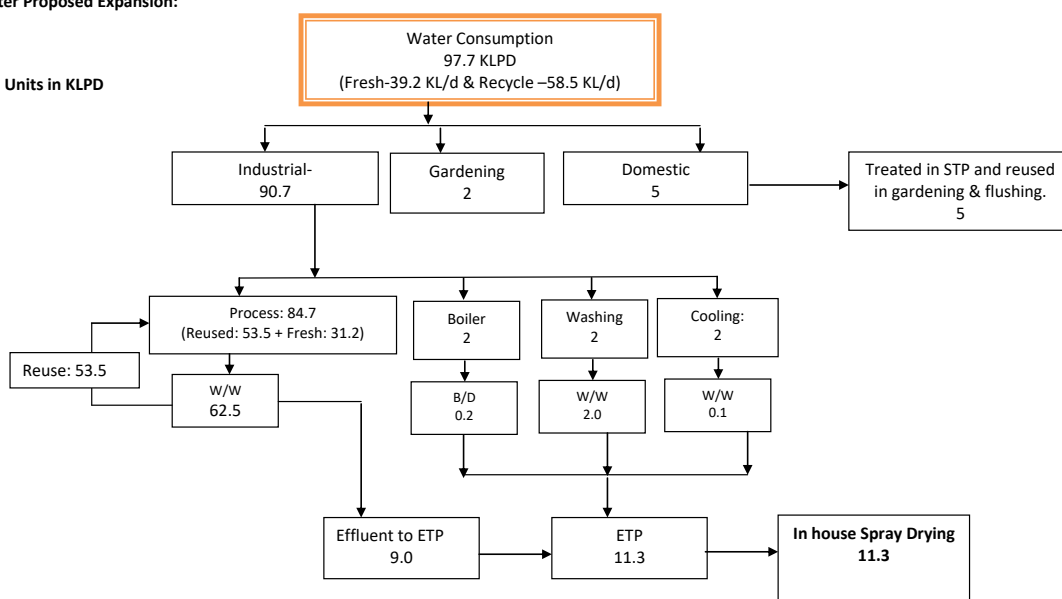 ter Proposed Expansion:
Water Consumption
97.7 KLPD
(Fresh-39.2 KL/d & Recycle –58.5 KL/d)
Units in KLPD
Industrial-
90.7
Gardening
2
Domestic
5
Treated in STP and reused
in gardening & flushing.
5
Process: 84.7
(Reused: 53.5 + Fresh: 31.2)
Boiler
2
Washing
2
Cooling:
2
Reuse: 53.5
W/W
62.5
B/D
0.2
W/W
2.0
W/W
0.1
Effluent to ETP
9.0
ETP
11.3
In house Spray Drying
11.3